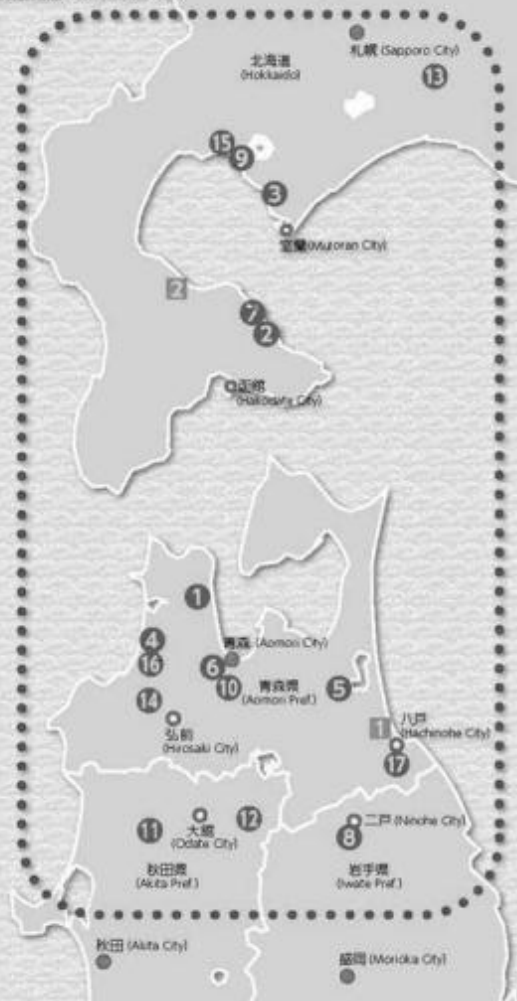 札幌 (Sapporo City)
北海道
(Hokkaido)
13
15
9
3
室蘭 (Muroran City)
2
7
2
函館
(Hakodate City)
1
4
16
青森 (Aomori City)
6
10
青森県
(Aomori Pref.)
5
14
弘前
(Hirosaki City)
1
八戸
(Hachinohe City)
17
11
大館
(Odate City)
12
二戸 (Ninohe City)
8
秋田県
(Akita Pref.)
岩手県
(Iwate Pref.)
秋田 (Akita City)
盛岡 (Morioka City)